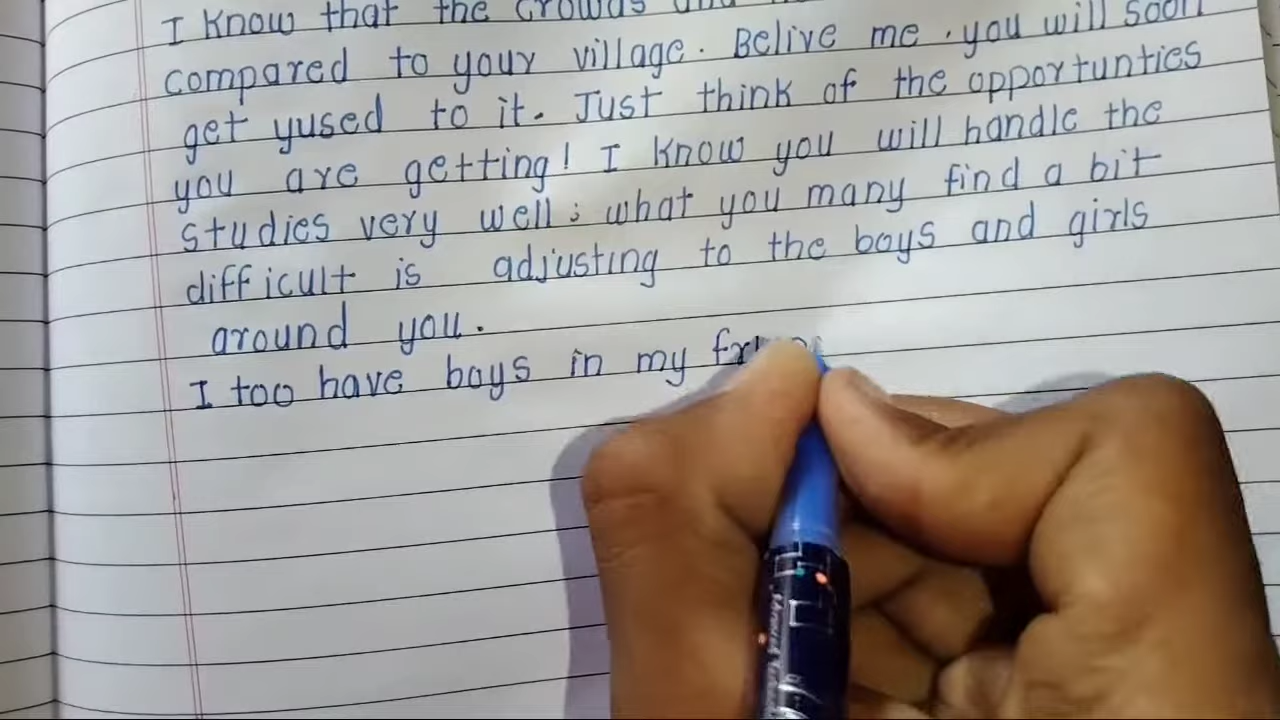 I know that the crowds and
compared to your village. Belive me, you will soon
get yused to it. Just think of the opportunties
you are getting! I know you will handle the
studies very well; what you many find a bit
difficult is adjusting to the boys and girls
around you.
I too have boys in my